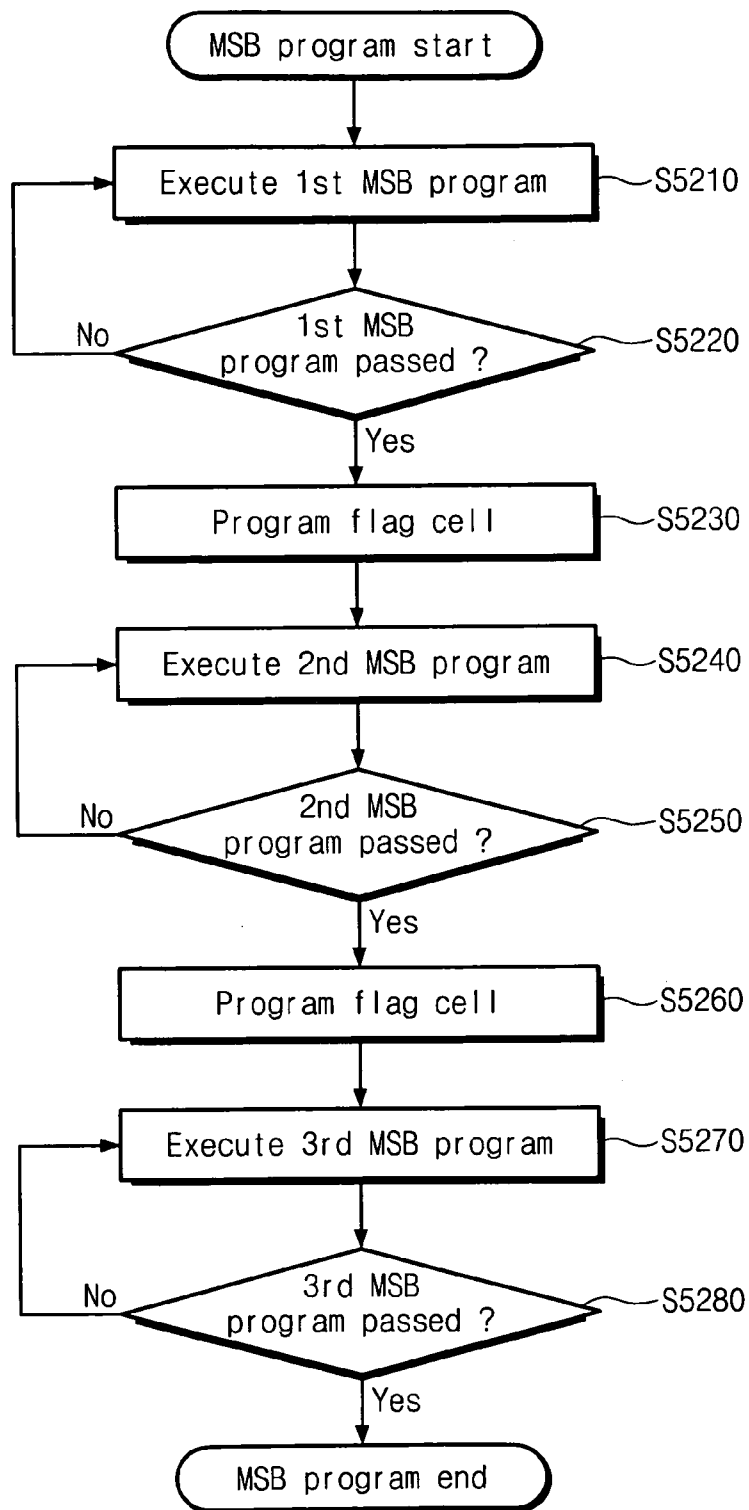 MSB program start
Execute 1st MSB program
S5210
1st MSB
program passed ?
S5220
No
Yes
Program flag cell
S5230
Execute 2nd MSB program
S5240
2nd MSB
program passed ?
S5250
No
Yes
Program flag cell
S5260
Execute 3rd MSB program
S5270
3rd MSB
program passed ?
S5280
No
Yes
MSB program end